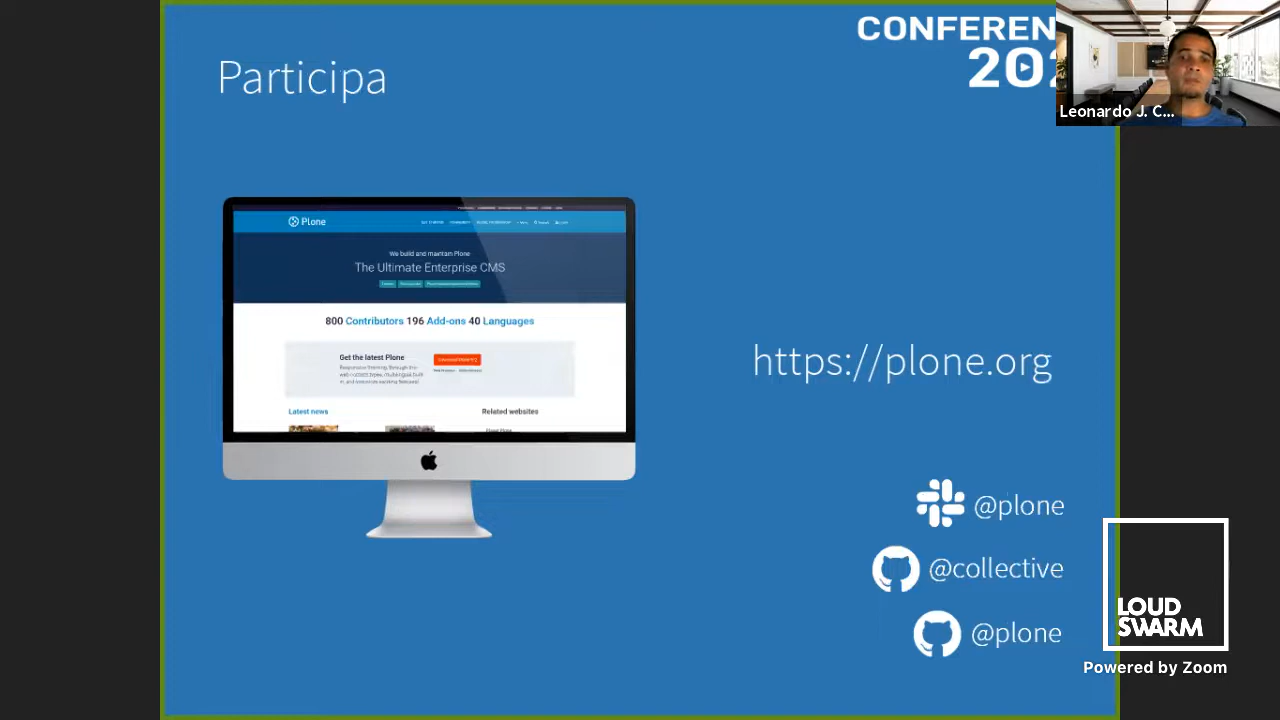 CONFEREN
202
Participa
Leonardo J. C...
Plone
We build and maintain Plone
The Ultimate Enterprise CMS
800 Contributors 196 Add-ons 40 Languages
Get the latest Plone
Latest news
Related websites
https://plone.org
@plone
@collective
@plone
LOUD
SWARM
Powered by Zoom